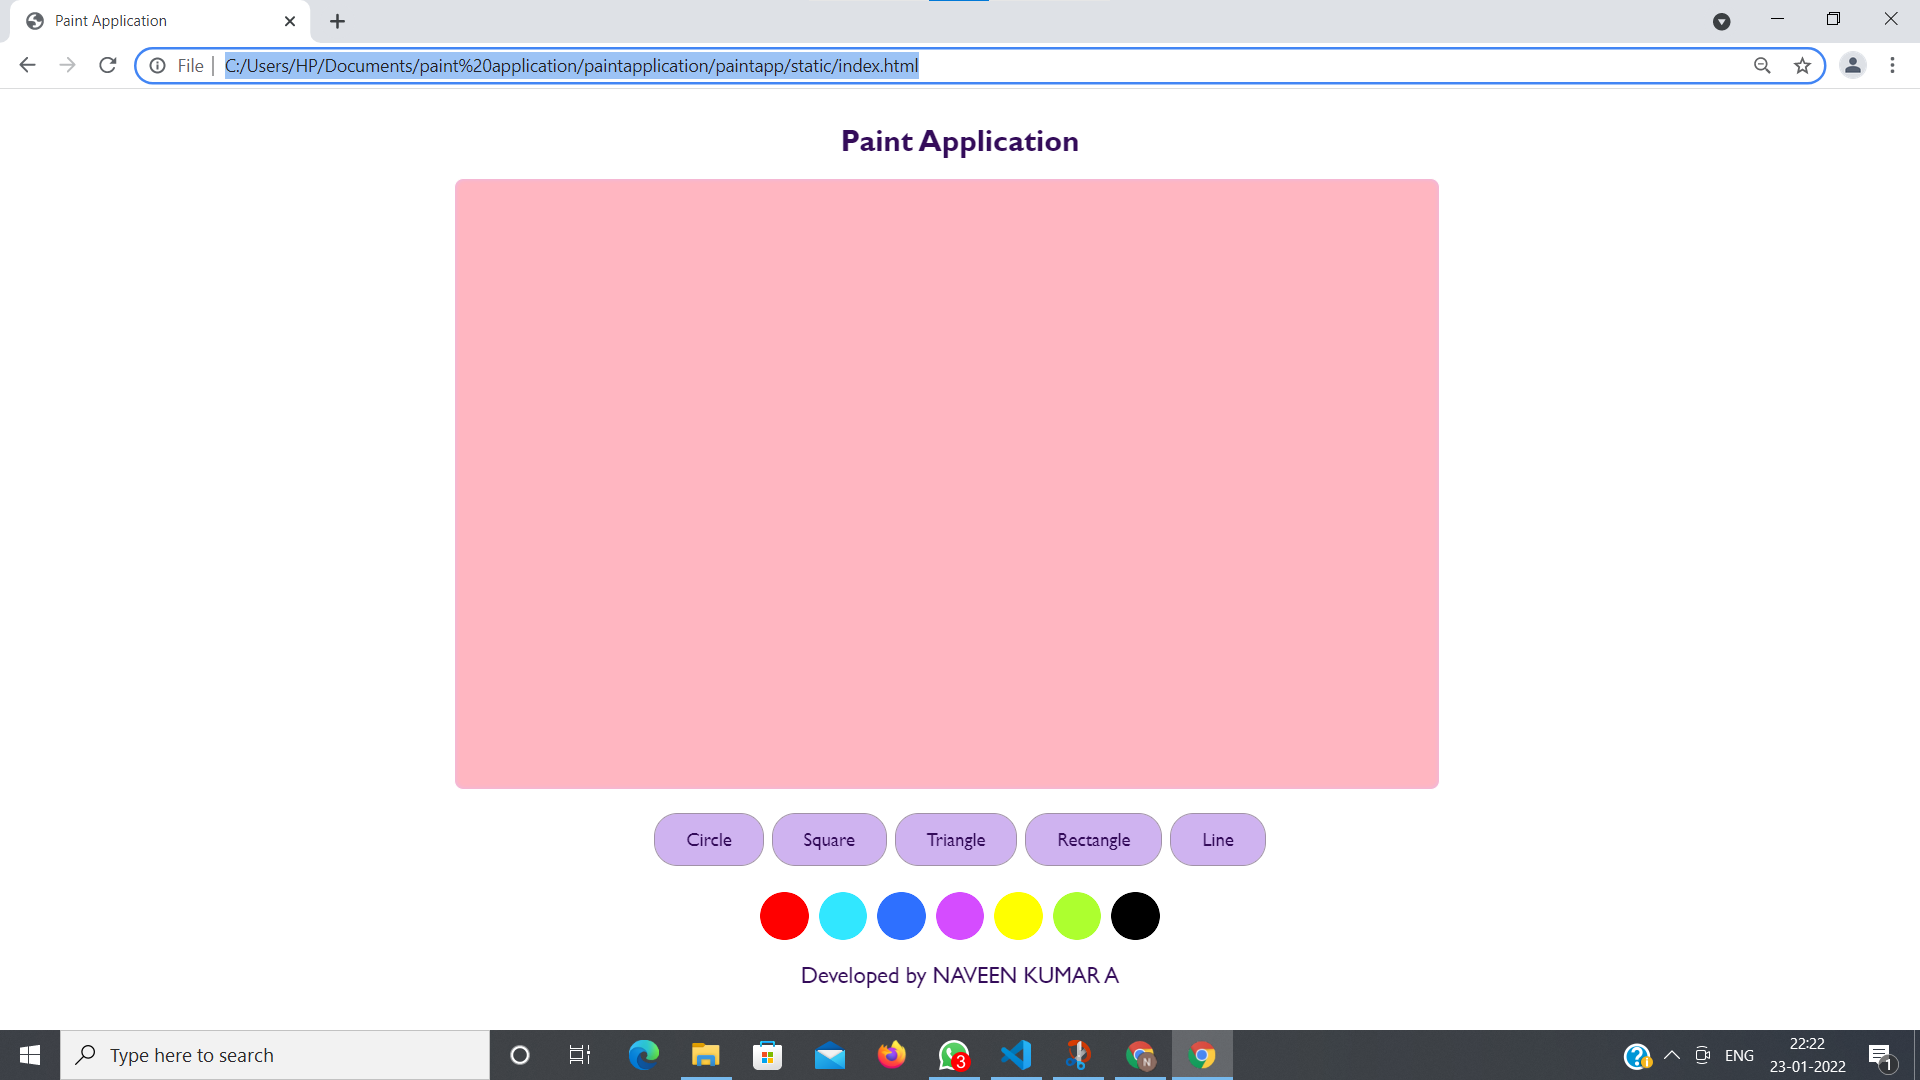 Paint Application
File | C:/Users/HP/Documents/paint%20application/paintapplication/paintapp/static/index.html
Paint Application
Circle Square Triangle Rectangle Line
Developed by NAVEEN KUMAR A
Type here to search
3
N
ENG
22:22
23-01-2022
1